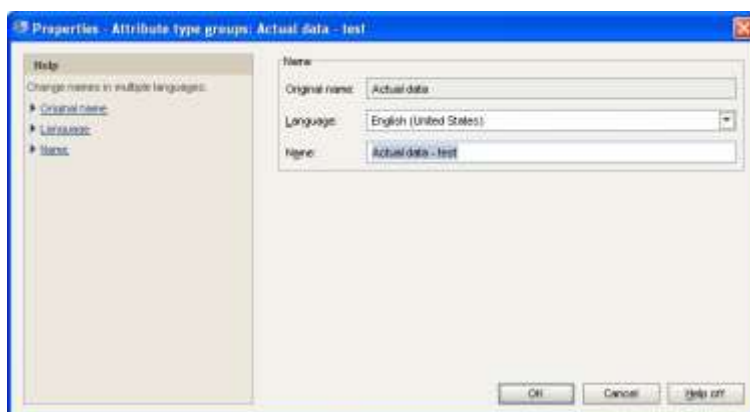 Properties - Attribute type groups: Actual data - test
Help
Change names in multiple languages.
Original name
Language
Name
Name
Original name: Actual data
Language: English (United States)
Name: Actual data - test
OK Cancel Help off